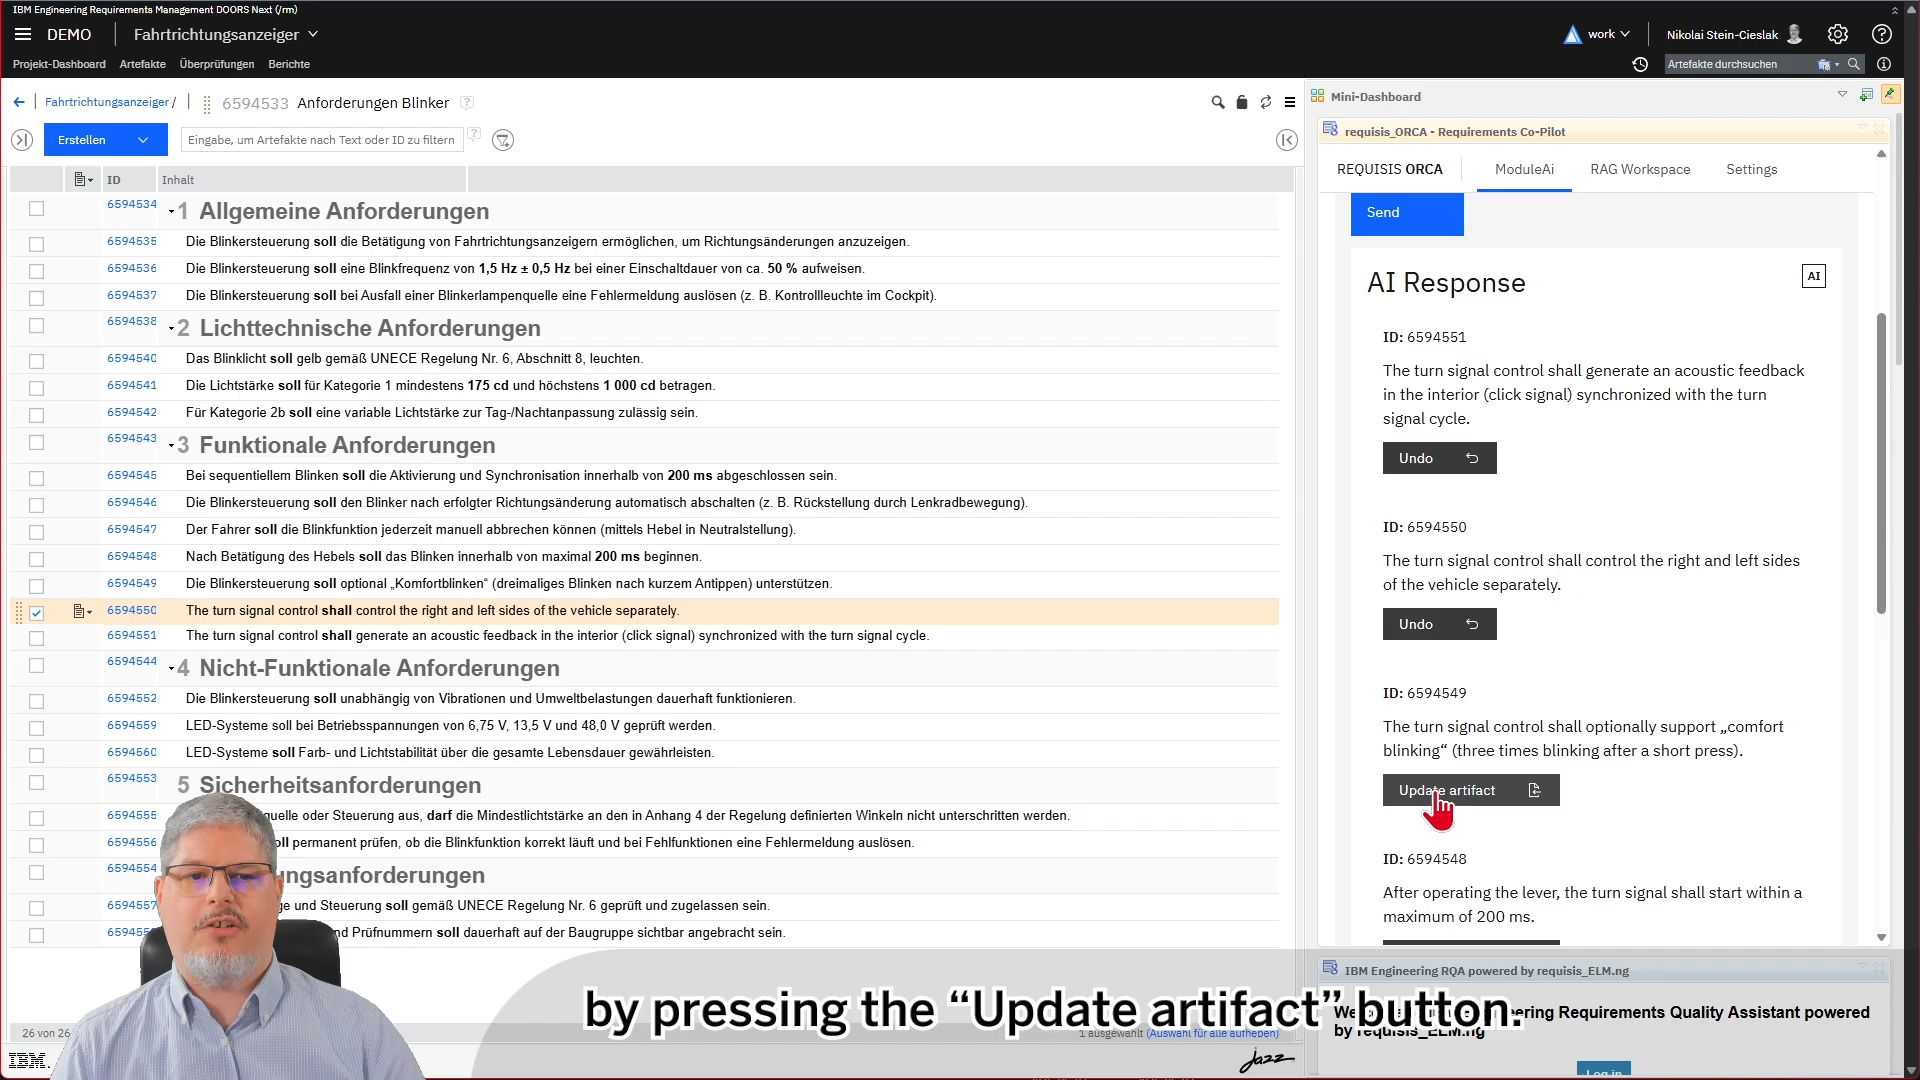 IBM Engineering Requirements Management DOORS Next (/rm)
DEMO
Fahrtrichtungsanzeiger
work
Nikolai Stein-Cieslak
Projekt-Dashboard
Artefakte
Überprüfungen
Berichte
Artefakte durchsuchen
Fahrtrichtungsanzeiger /
6594533 Anforderungen Blinker
Erstellen
Eingabe, um Artefakte nach Text oder ID zu filtern
ID
Inhalt
6594534 1 Allgemeine Anforderungen
6594535 Die Blinkersteuerung soll die Betätigung von Fahrtrichtungsanzeigern ermöglichen, um Richtungsänderungen anzuzeigen.
6594536 Die Blinkersteuerung soll eine Blinkfrequenz von 1,5 Hz ± 0,5 Hz bei einer Einschaltdauer von ca. 50 % aufweisen.
6594537 Die Blinkersteuerung soll bei Ausfall einer Blinkerlampenquelle eine Fehlermeldung auslösen (z. B. Kontrollleuchte im Cockpit).
6594538 2 Lichttechnische Anforderungen
6594540 Das Blinklicht soll gelb gemäß UNECE Regelung Nr. 6, Abschnitt 8, leuchten.
6594541 Die Lichtstärke soll für Kategorie 1 mindestens 175 cd und höchstens 1 000 cd betragen.
6594542 Für Kategorie 2b soll eine variable Lichtstärke zur Tag-/Nachtanpassung zulässig sein.
6594543 3 Funktionale Anforderungen
6594545 Bei sequentiellem Blinken soll die Aktivierung und Synchronisation innerhalb von 200 ms abgeschlossen sein.
6594546 Die Blinkersteuerung soll den Blinker nach erfolgter Richtungsänderung automatisch abschalten (z. B. Rückstellung durch Lenkradbewegung).
6594547 Der Fahrer soll die Blinkfunktion jederzeit manuell abbrechen können (mittels Hebel in Neutralstellung).
6594548 Nach Betätigung des Hebels soll das Blinken innerhalb von maximal 200 ms beginnen.
6594549 Die Blinkersteuerung soll optional „Komfortblinken“ (dreimaliges Blinken nach kurzem Antippen) unterstützen.
6594550 The turn signal control shall control the right and left sides of the vehicle separately.
6594551 The turn signal control shall generate an acoustic feedback in the interior (click signal) synchronized with the turn signal cycle.
6594544 4 Nicht-Funktionale Anforderungen
6594552 Die Blinkersteuerung soll unabhängig von Vibrationen und Umweltbelastungen dauerhaft funktionieren.
6594559 LED-Systeme soll bei Betriebsspannungen von 6,75 V, 13,5 V und 48,0 V geprüft werden.
6594560 LED-Systeme soll Farb- und Lichtstabilität über die gesamte Lebensdauer gewährleisten.
6594553 5 Sicherheitsanforderungen
6594555 quelle oder Steuerung aus, darf die Mindestlichtstärke an den in Anhang 4 der Regelung definierten Winkeln nicht unterschritten werden.
6594556 oll permanent prüfen, ob die Blinkfunktion korrekt läuft und bei Fehlfunktionen eine Fehlermeldung auslösen.
6594554 ungsanforderungen
6594557 ge und Steuerung soll gemäß UNECE Regelung Nr. 6 geprüft und zugelassen sein.
659455 nd Prüfnummern soll dauerhaft auf der Baugruppe sichtbar angebracht sein.
26 von 26
1 ausgewählt (Auswahl für alle aufheben)
IBM.
Jazz
Mini-Dashboard
requisis_ORCA - Requirements Co-Pilot
REQUISIS ORCA
ModuleAi
RAG Workspace
Settings
Send
AI Response
AI
ID: 6594551
The turn signal control shall generate an acoustic feedback
in the interior (click signal) synchronized with the turn
signal cycle.
Undo
ID: 6594550
The turn signal control shall control the right and left sides
of the vehicle separately.
Undo
ID: 6594549
The turn signal control shall optionally support „comfort
blinking“ (three times blinking after a short press).
Update artifact
ID: 6594548
After operating the lever, the turn signal shall start within a
maximum of 200 ms.
IBM Engineering RQA powered by requisis_ELM.ng
ering Requirements Quality Assistant powered
by requisis_ELM.ng
Log in
by pressing the “Update artifact” button.